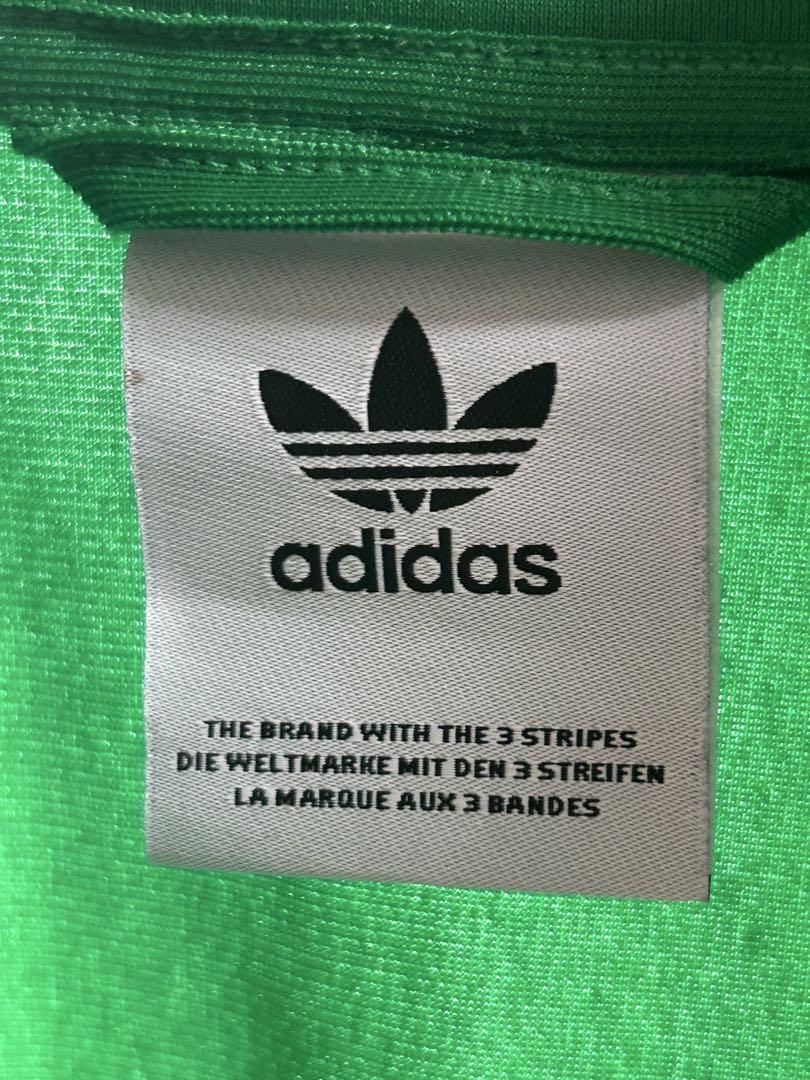 adidas
THE BRAND WITH THE 3 STRIPES
DIE WELTMARKE MIT DEN 3 STREIFEN
LA MARQUE AUX 3 BANDES